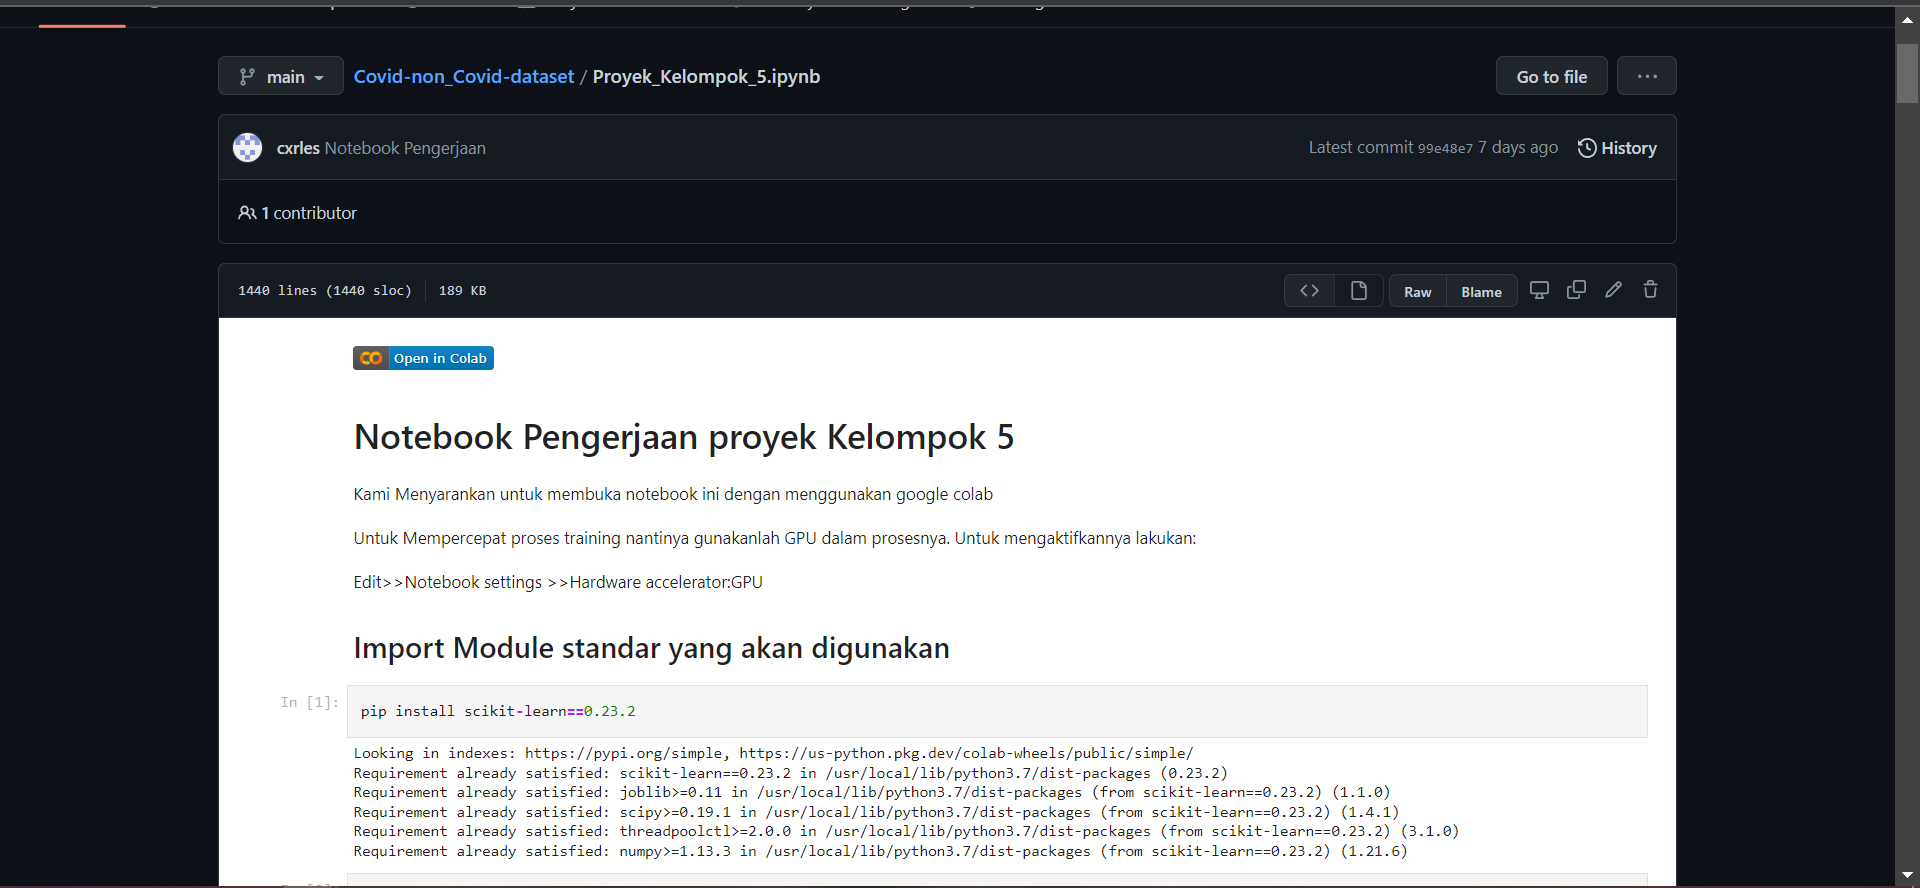 main
Covid-non_Covid-dataset / Proyek_Kelompok_5.ipynb
Go to file
cxrles Notebook Pengerjaan
Latest commit 99e48e7 7 days ago
History
1 contributor
1440 lines (1440 sloc) 189 KB
Raw
Blame
Open in Colab
Notebook Pengerjaan proyek Kelompok 5
Kami Menyarankan untuk membuka notebook ini dengan menggunakan google colab
Untuk Mempercepat proses training nantinya gunakanlah GPU dalam prosesnya. Untuk mengaktifkannya lakukan:
Edit>>Notebook settings >>Hardware accelerator:GPU
Import Module standar yang akan digunakan
In [1]: pip install scikit-learn==0.23.2
Looking in indexes: https://pypi.org/simple, https://us-python.pkg.dev/colab-wheels/public/simple/
Requirement already satisfied: scikit-learn==0.23.2 in /usr/local/lib/python3.7/dist-packages (0.23.2)
Requirement already satisfied: joblib>=0.11 in /usr/local/lib/python3.7/dist-packages (from scikit-learn==0.23.2) (1.1.0)
Requirement already satisfied: scipy>=0.19.1 in /usr/local/lib/python3.7/dist-packages (from scikit-learn==0.23.2) (1.4.1)
Requirement already satisfied: threadpoolctl>=2.0.0 in /usr/local/lib/python3.7/dist-packages (from scikit-learn==0.23.2) (3.1.0)
Requirement already satisfied: numpy>=1.13.3 in /usr/local/lib/python3.7/dist-packages (from scikit-learn==0.23.2) (1.21.6)